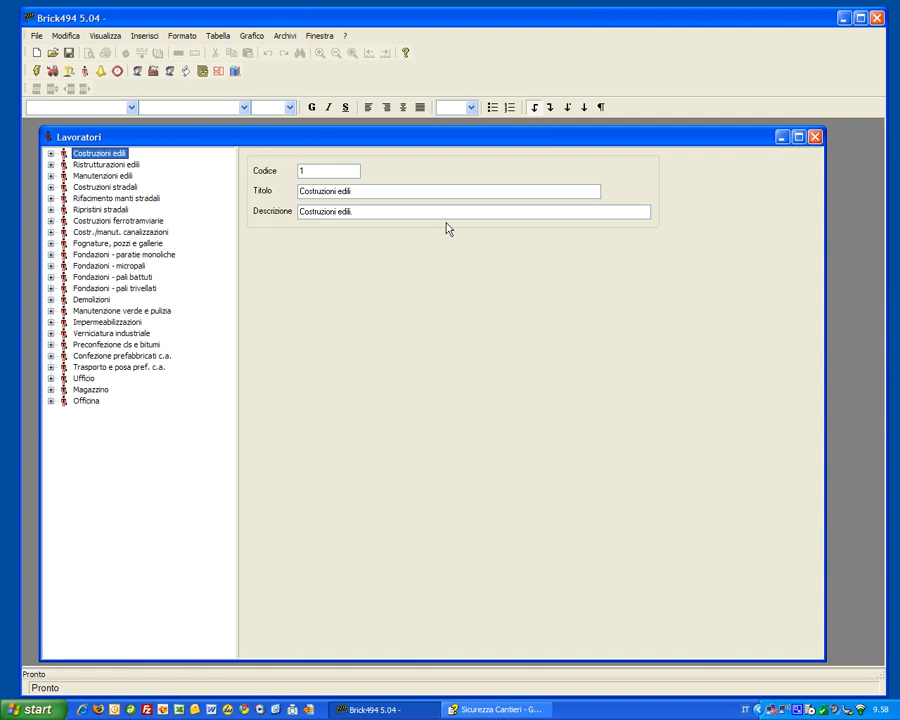 Brick494 5.04 -
File Modifica Visualizza Inserisci Formato Tabella Grafico Archivi Finestra ?
G I S
Lavoratori
Costruzioni edili
Ristrutturazioni edili
Manutenzioni edili
Costruzioni stradali
Rifacimento manti stradali
Ripristini stradali
Costruzioni ferrotramviarie
Costr./manut. canalizzazioni
Fognature, pozzi e gallerie
Fondazioni - paratie monoliche
Fondazioni - micropali
Fondazioni - pali battuti
Fondazioni - pali trivellati
Demolizioni
Manutenzione verde e pulizia
Impermeabilizzazioni
Verniciatura industriale
Preconfezione cls e bitumi
Confezione prefabbricati c.a.
Trasporto e posa pref. c.a.
Ufficio
Magazzino
Officina
Codice 1
Titolo Costruzioni edili
Descrizione Costruzioni edili.
Pronto
Pronto
start Brick494 5.04 - Sicurezza Cantieri - G... IT 9.58